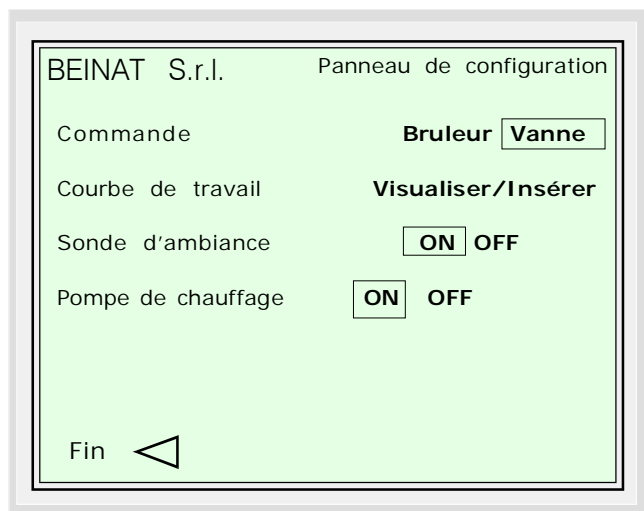 BEINAT S.r.l. Panneau de configuration
Commande Bruleur Vanne
Courbe de travail Visualiser/Insérer
Sonde d'ambiance ON OFF
Pompe de chauffage ON OFF
Fin